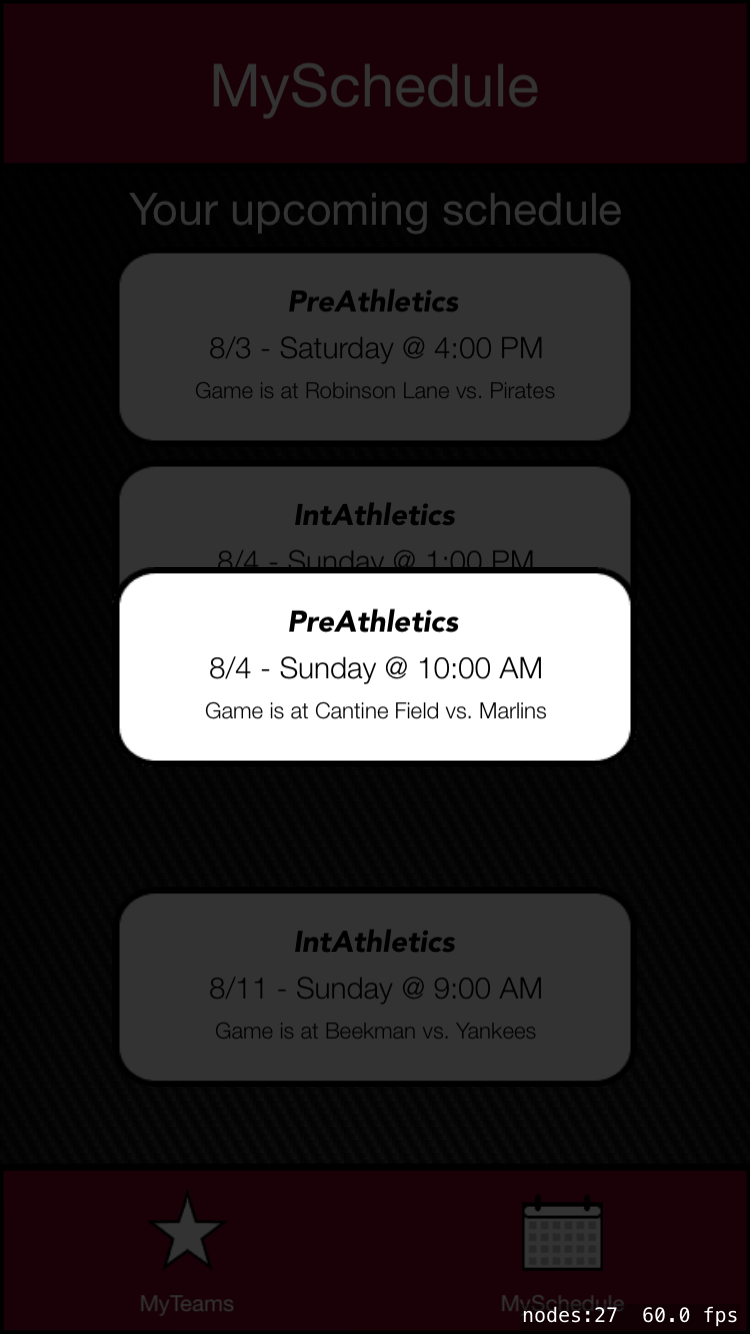 MySchedule
Your upcoming schedule
PreAthletics
8/3 - Saturday @ 4:00 PM
Game is at Robinson Lane vs. Pirates
IntAthletics
8/4 - Sunday @ 1:00 PM
PreAthletics
8/4 - Sunday @ 10:00 AM
Game is at Cantine Field vs. Marlins
IntAthletics
8/11 - Sunday @ 9:00 AM
Game is at Beekman vs. Yankees
MyTeams
MySchedule
nodes:27 60.0 fps